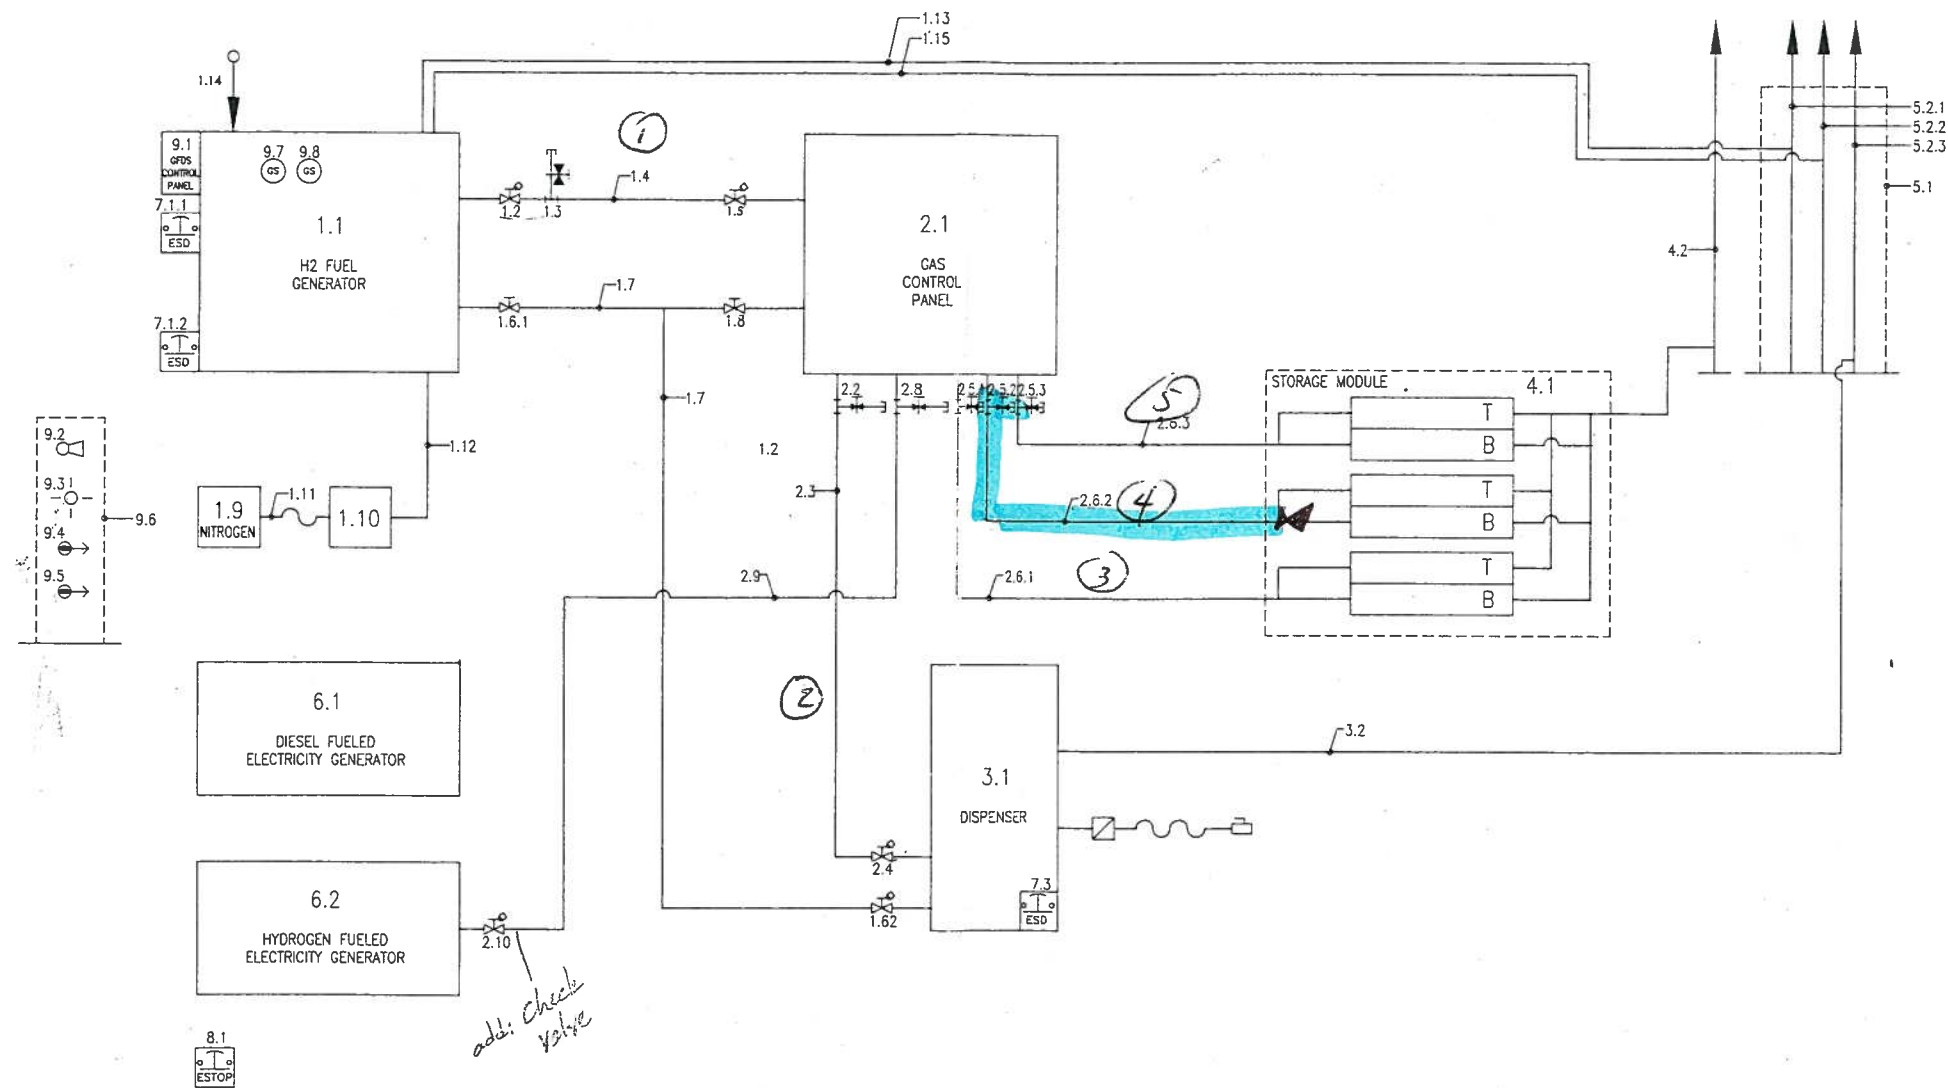 1.13
1.15
1.14
5.2.1
5.2.2
5.2.3
5.1
4.2
9.1
GFDS
CONTROL
PANEL
9.7
GS
9.8
GS
7.1.1
ESD
1.1
H2 FUEL
GENERATOR
7.1.2
ESD
1
1.2
1.3
1.4
1.5
1.6.1
1.7
1.8
2.1
GAS
CONTROL
PANEL
2.2
2.8
2.5.1
2.5.2
2.5.3
5
2.6.3
STORAGE MODULE
4.1
T
B
T
B
T
B
1.7
1.12
1.2
2.3
9.2
9.3
9.4
9.5
9.6
1.9
NITROGEN
1.11
1.10
2.6.2
4
2.9
2.6.1
3
6.1
DIESEL FUELED
ELECTRICITY GENERATOR
2
3.1
DISPENSER
3.2
2.4
1.62
7.3
ESD
6.2
HYDROGEN FUELED
ELECTRICITY GENERATOR
2.10
add: check
valve
8.1
ESTOP